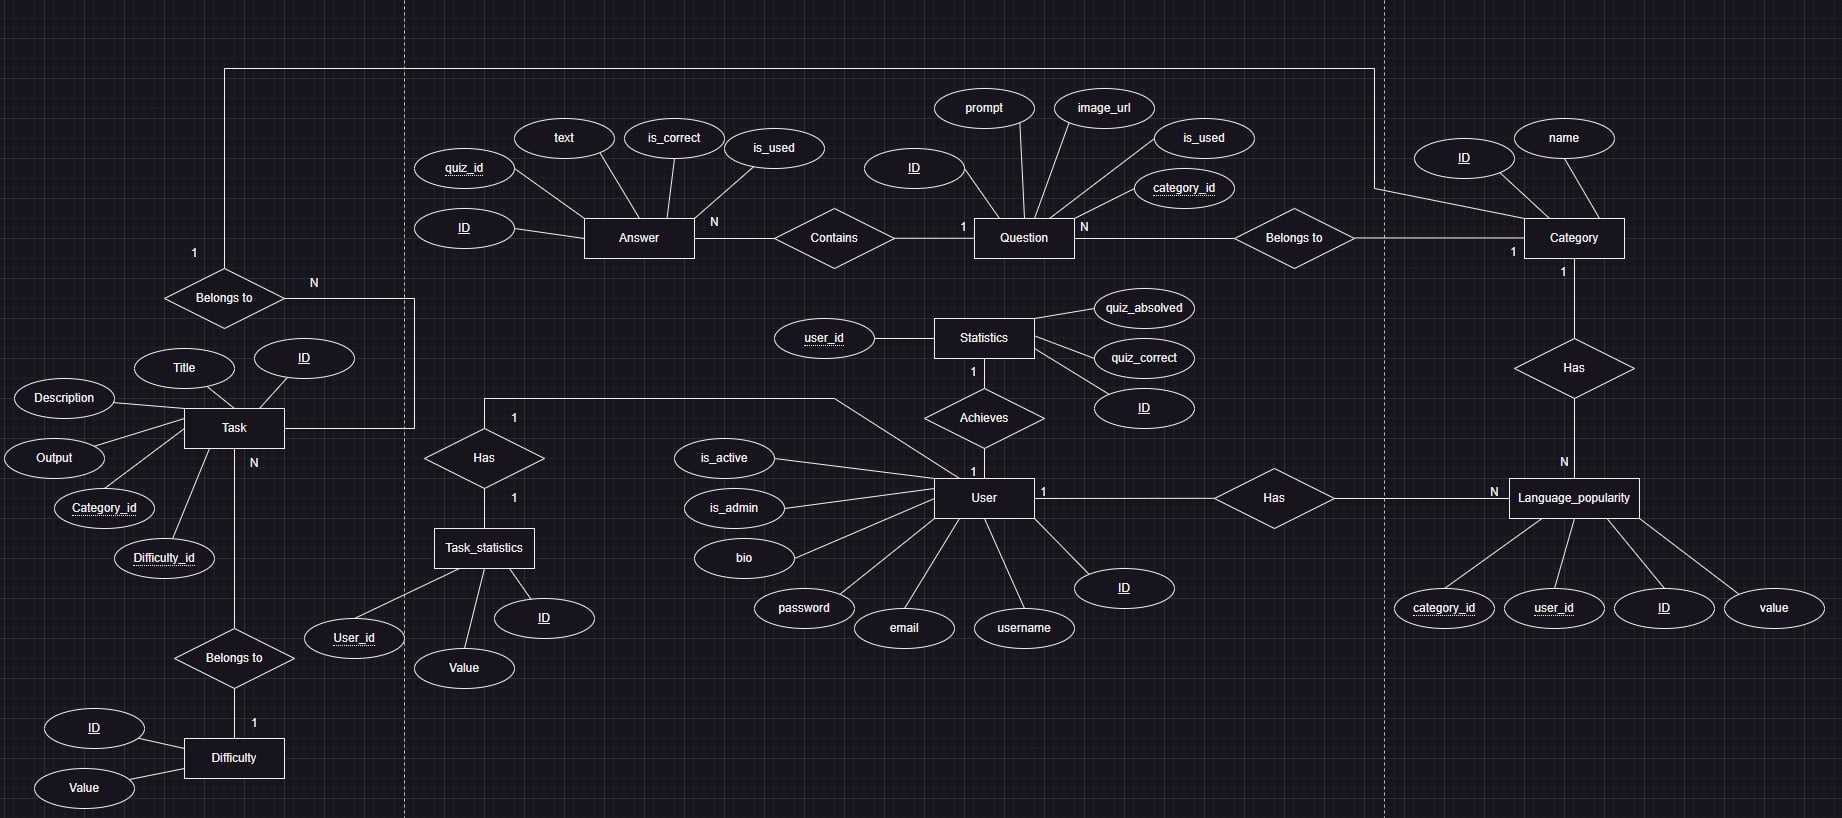 prompt
image_url
text
is_correct
is_used
is_used
ID
name
quiz_id
ID
category_id
ID
Answer
N
Contains
1
Question
N
Belongs to
1
Category
1
1
Belongs to
N
quiz_absolved
user_id
Statistics
quiz_correct
ID
Title
ID
1
Has
Description
Task
1
Achieves
ID
Output
N
Has
is_active
1
N
Category_id
1
is_admin
User
1
Has
N
Language_popularity
Difficulty_id
Task_statistics
bio
ID
password
email
username
category_id
user_id
ID
value
User_id
ID
Value
Belongs to
1
ID
Difficulty
Value